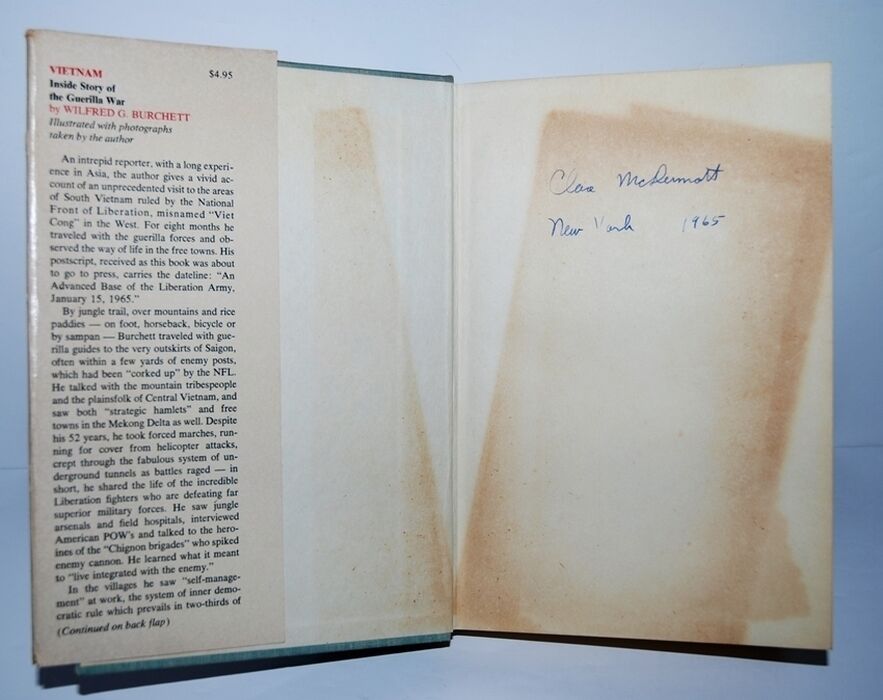 VIETNAM $4.95
Inside Story of
the Guerilla War
by WILFRED G. BURCHETT
Illustrated with photographs
taken by the author
An intrepid reporter, with a long experi-
ence in Asia, the author gives a vivid ac-
count of an unprecedented visit to the areas
of South Vietnam ruled by the National
Front of Liberation, misnamed "Viet
Cong" in the West. For eight months he
traveled with the guerilla forces and ob-
served the way of life in the free towns. His
postscript, received as this book was about
to go to press, carries the dateline: "An
Advanced Base of the Liberation Army,
January 15, 1965."
By jungle trail, over mountains and rice
paddies — on foot, horseback, bicycle or
by sampan — Burchett traveled with gue-
rilla guides to the very outskirts of Saigon,
often within a few yards of enemy posts,
which had been "corked up" by the NFL.
He talked with the mountain tribespeople
and the plainsfolk of Central Vietnam, and
saw both "strategic hamlets" and free
towns in the Mekong Delta as well. Despite
his 52 years, he took forced marches, run-
ning for cover from helicopter attacks,
crept through the fabulous system of un-
derground tunnels as battles raged — in
short, he shared the life of the incredible
Liberation fighters who are defeating far
superior military forces. He saw jungle
arsenals and field hospitals, interviewed
American POW's and talked to the hero-
ines of the "Chignon brigades" who spiked
enemy cannon. He learned what it meant
to "live integrated with the enemy."
In the villages he saw "self-manage-
ment" at work, the system of inner demo-
cratic rule which prevails in two-thirds of
(Continued on back flap)
McDermott
New York 1965